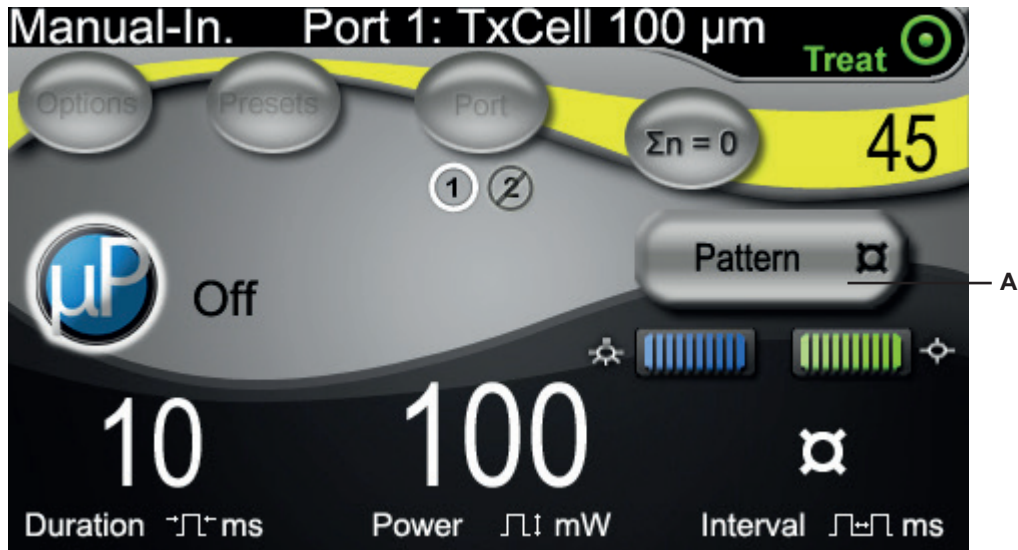 Manual-In. Port 1: TxCell 100 µm
Treat
Options Presets Port Σn = 0 45
1 2
Pattern ¤
A
µP Off
10 100 ¤
Duration ms Power mW Interval ms